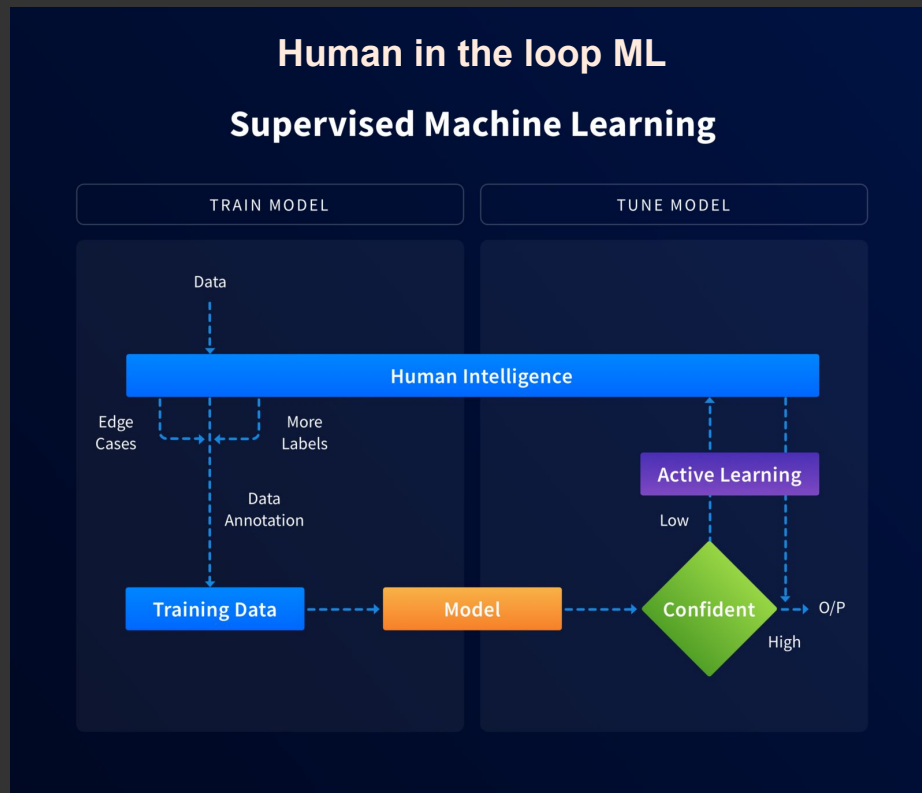 Human in the loop ML
Supervised Machine Learning
TRAIN MODEL
TUNE MODEL
Data
Human Intelligence
Edge
Cases
More
Labels
Active Learning
Data
Annotation
Low
Training Data
Model
Confident
O/P
High